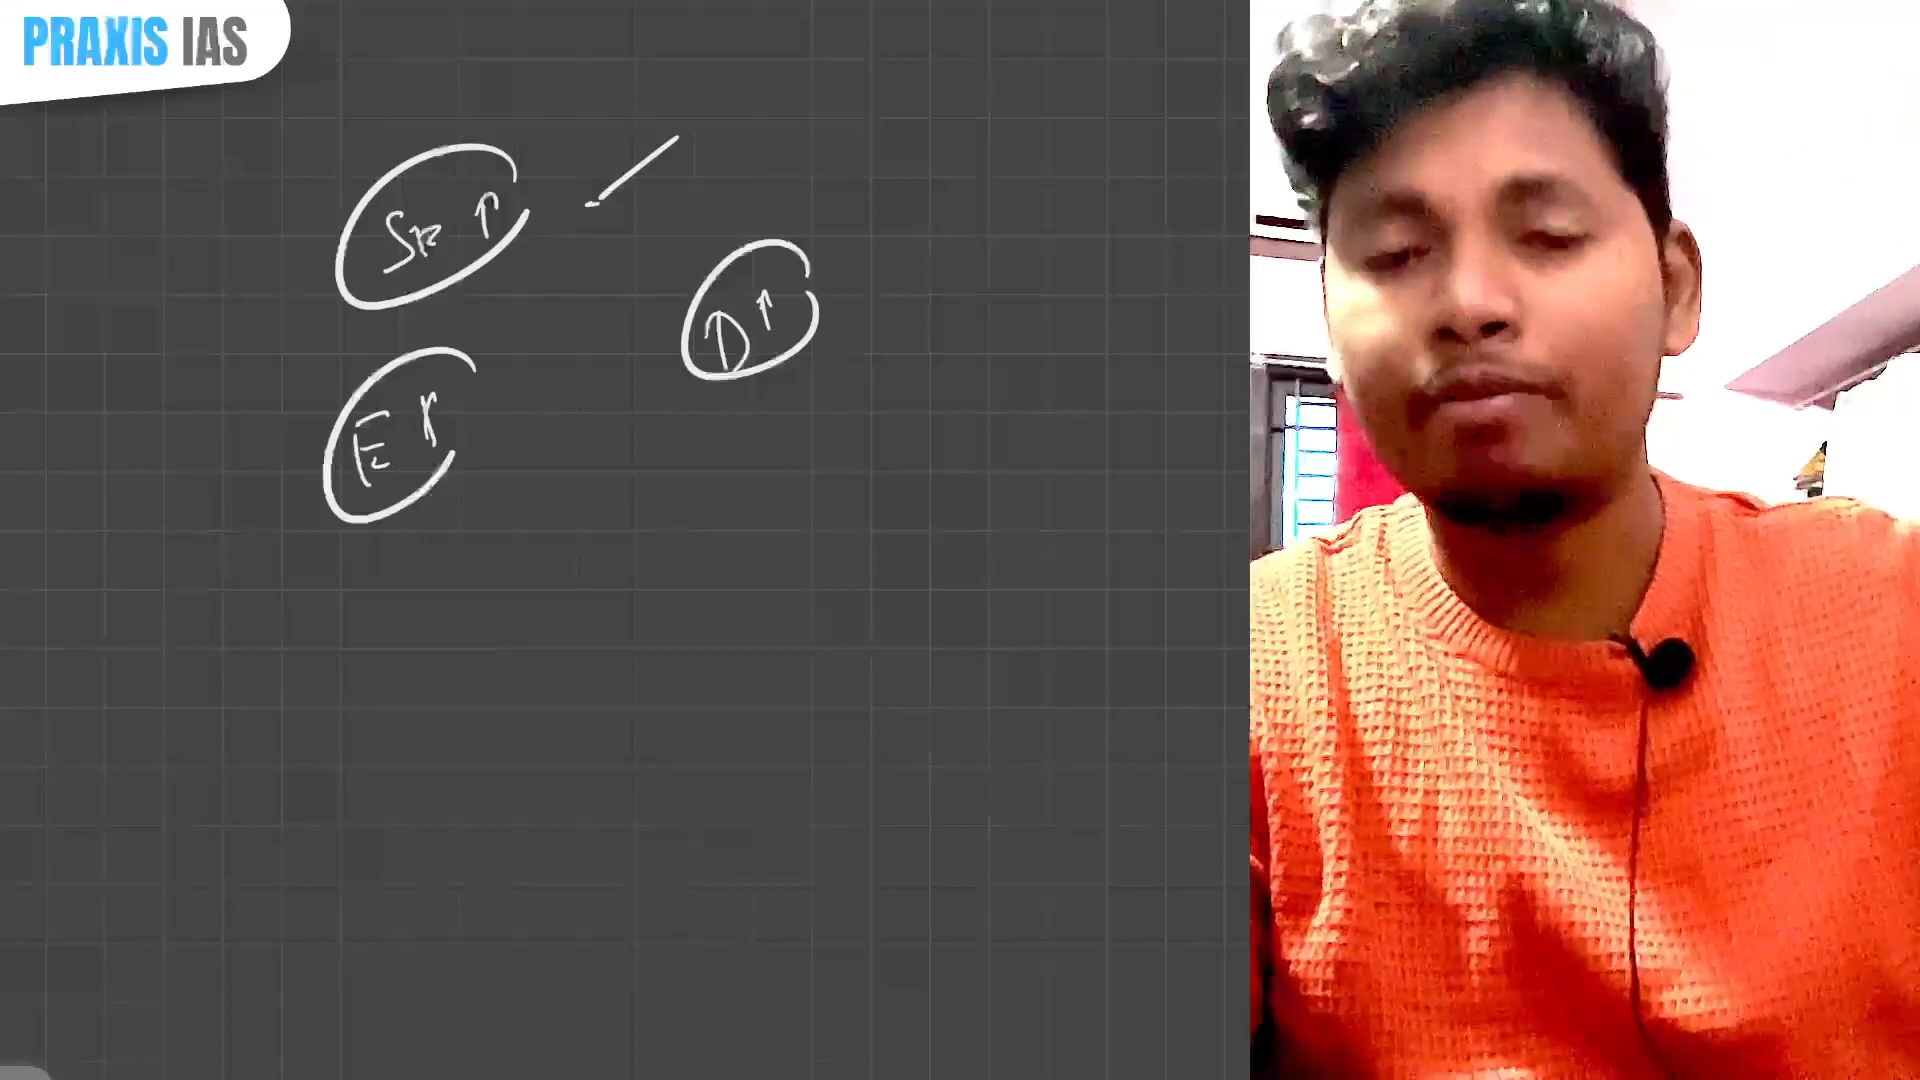 PRAXIS IAS
SR ↑
D ↑
E ↑